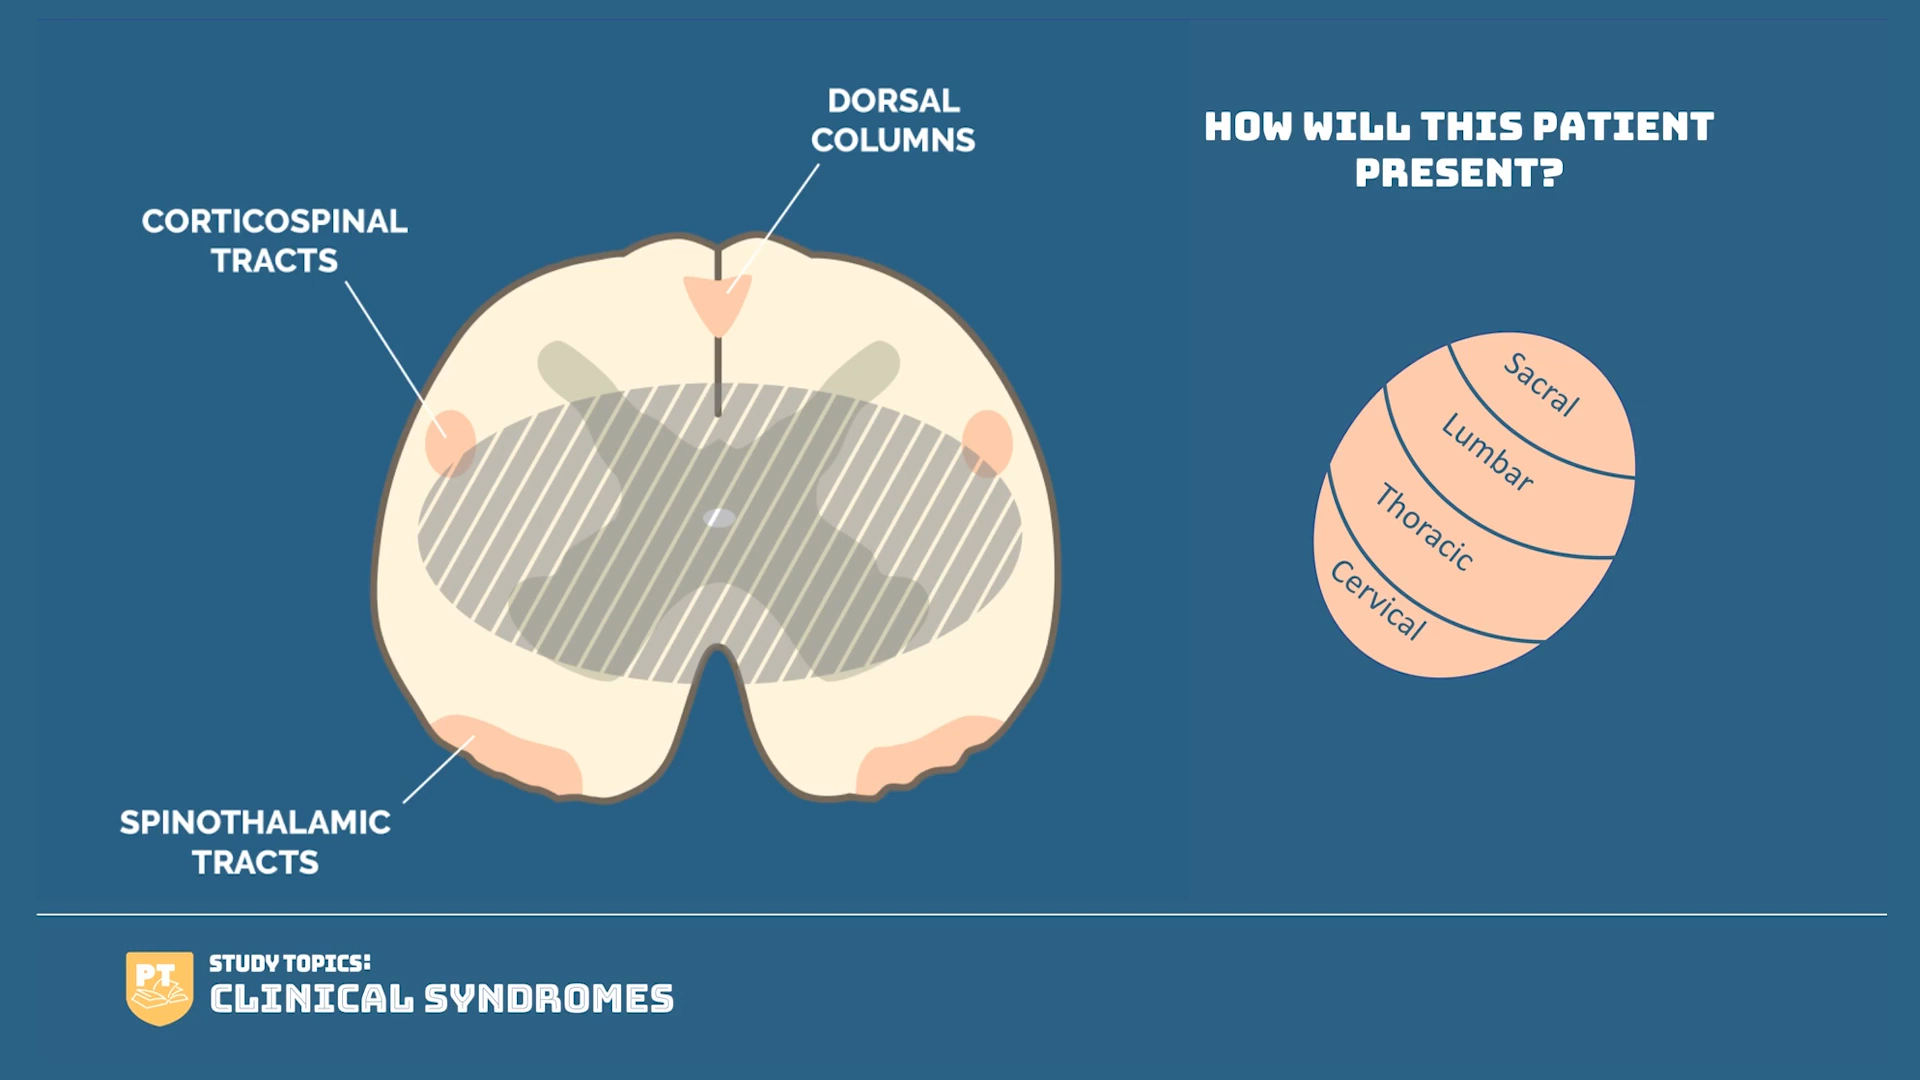 DORSAL
COLUMNS
HOW WILL THIS PATIENT
PRESENT?
CORTICOSPINAL
TRACTS
Sacral
Lumbar
Thoracic
Cervical
SPINOTHALAMIC
TRACTS
PT
STUDY TOPICS:
CLINICAL SYNDROMES